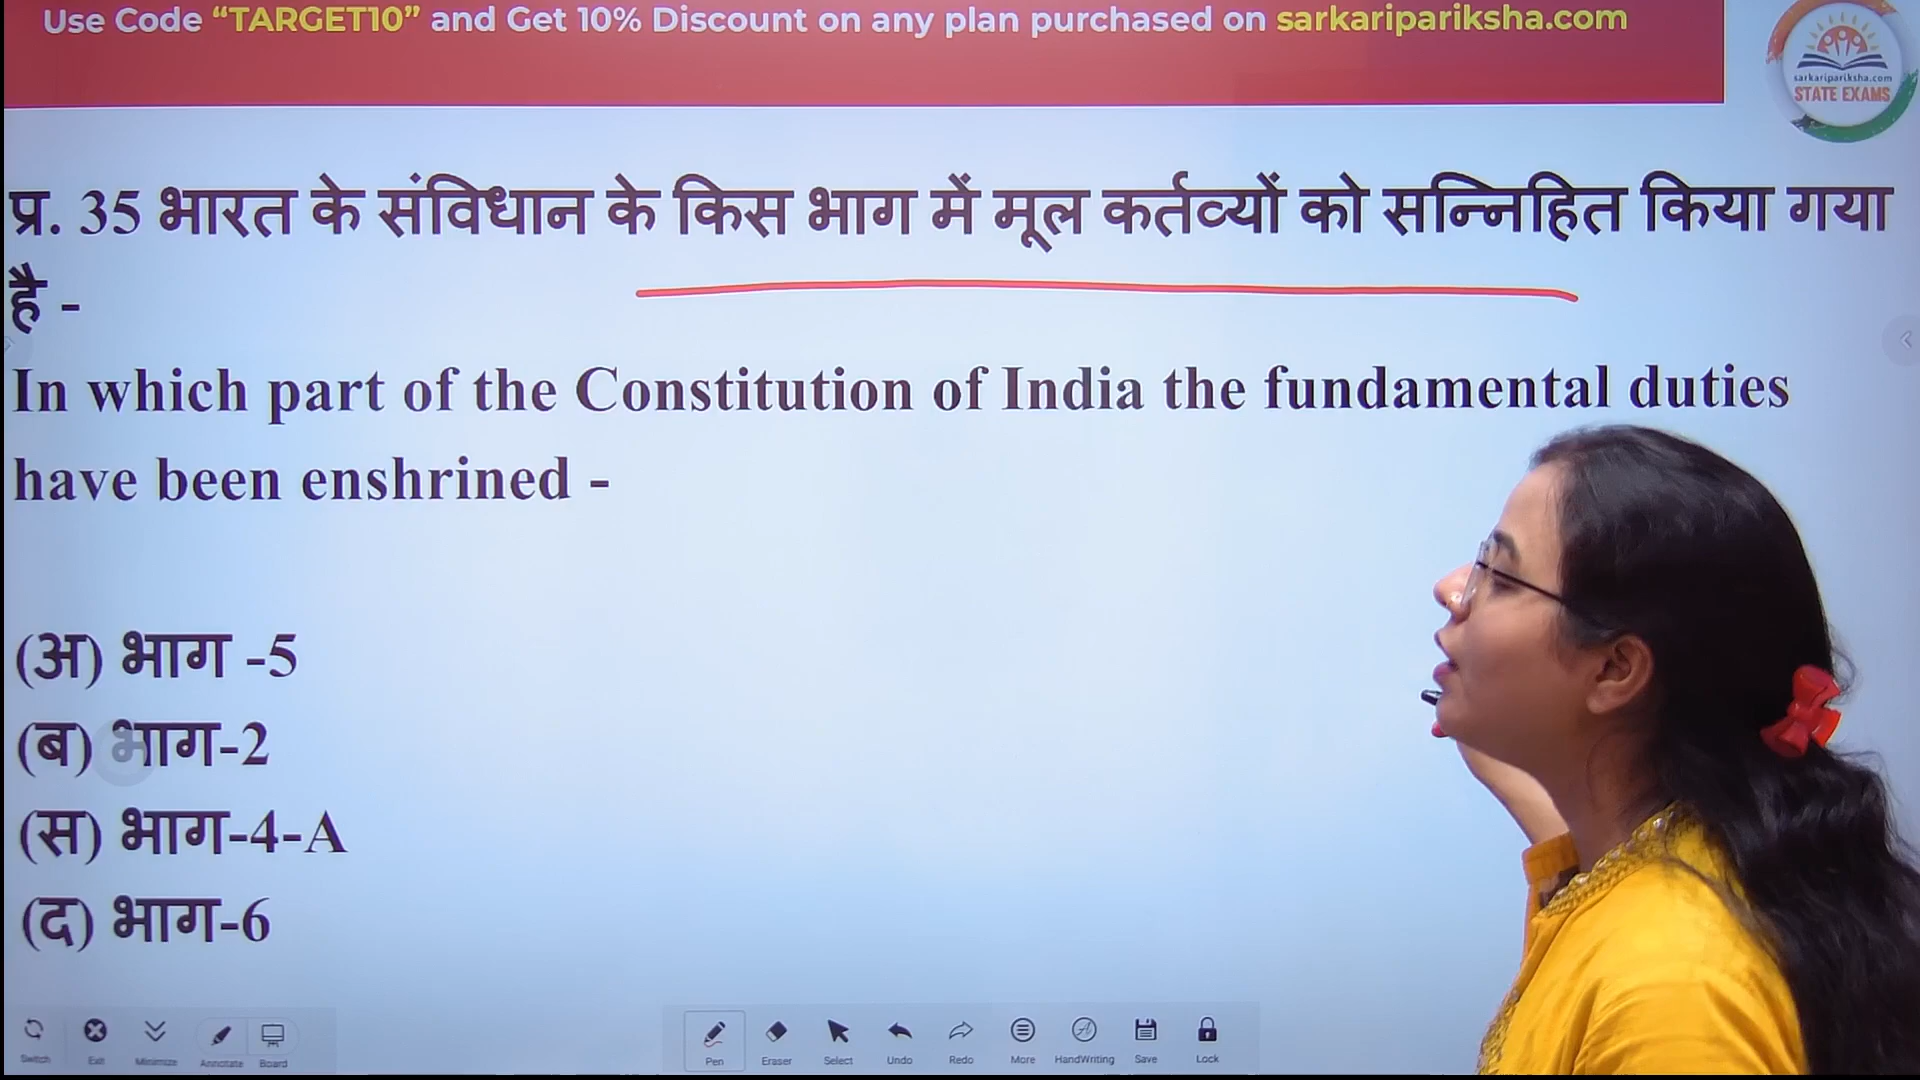 Use Code “TARGET10” and Get 10% Discount on any plan purchased on sarkaripariksha.com
sarkaripariksha.com
STATE EXAMS
प्र. 35 भारत के संविधान के किस भाग में मूल कर्तव्यों को सन्निहित किया गया
है -
In which part of the Constitution of India the fundamental duties
have been enshrined -
(अ) भाग -5
(ब) भाग-2
(स) भाग-4-A
(द) भाग-6
Switch Exit Minimize Annotate Board Pen Eraser Select Undo Redo More HandWriting Save Lock